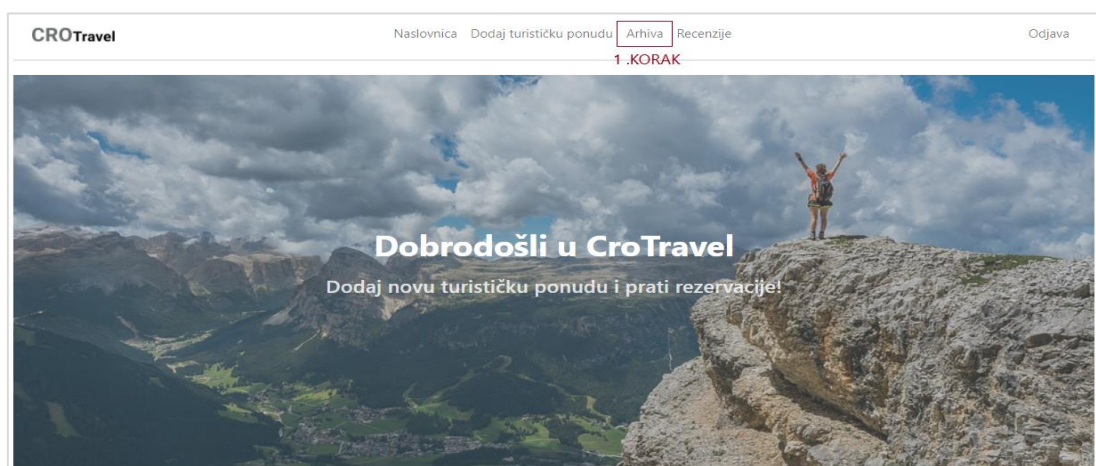 CROTravel
Naslovnica Dodaj turističku ponudu Arhiva Recenzije
Odjava
1 .KORAK
Dobrodošli u CroTravel
Dodaj novu turističku ponudu i prati rezervacije!